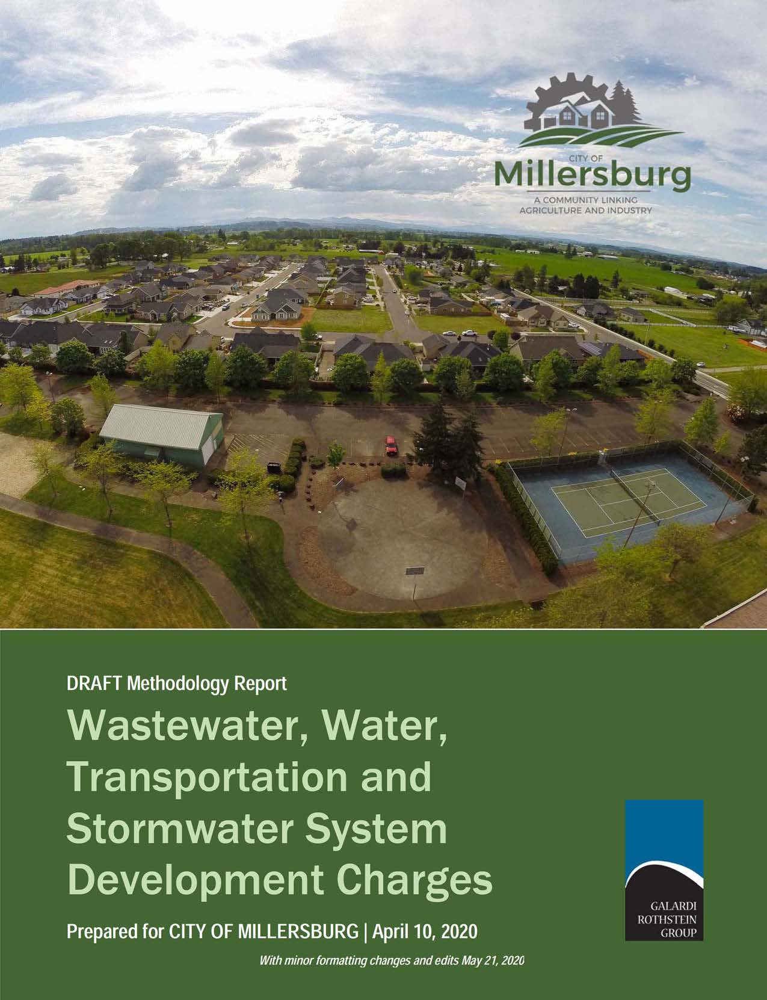 CITY OF
Millersburg
A COMMUNITY LINKING
AGRICULTURE AND INDUSTRY
DRAFT Methodology Report
Wastewater, Water,
Transportation and
Stormwater System
Development Charges
Prepared for CITY OF MILLERSBURG | April 10, 2020
With minor formatting changes and edits May 21, 2020
GALARDI
ROTHSTEIN
GROUP